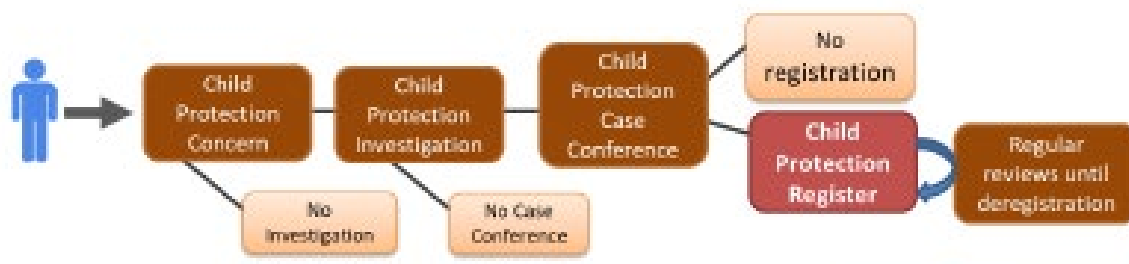 Child
Protection
Concern
Child
Protection
Investigation
Child
Protection
Case
Conference
No
registration
Child
Protection
Register
Regular
reviews until
deregistration
No
Investigation
No Case
Conference